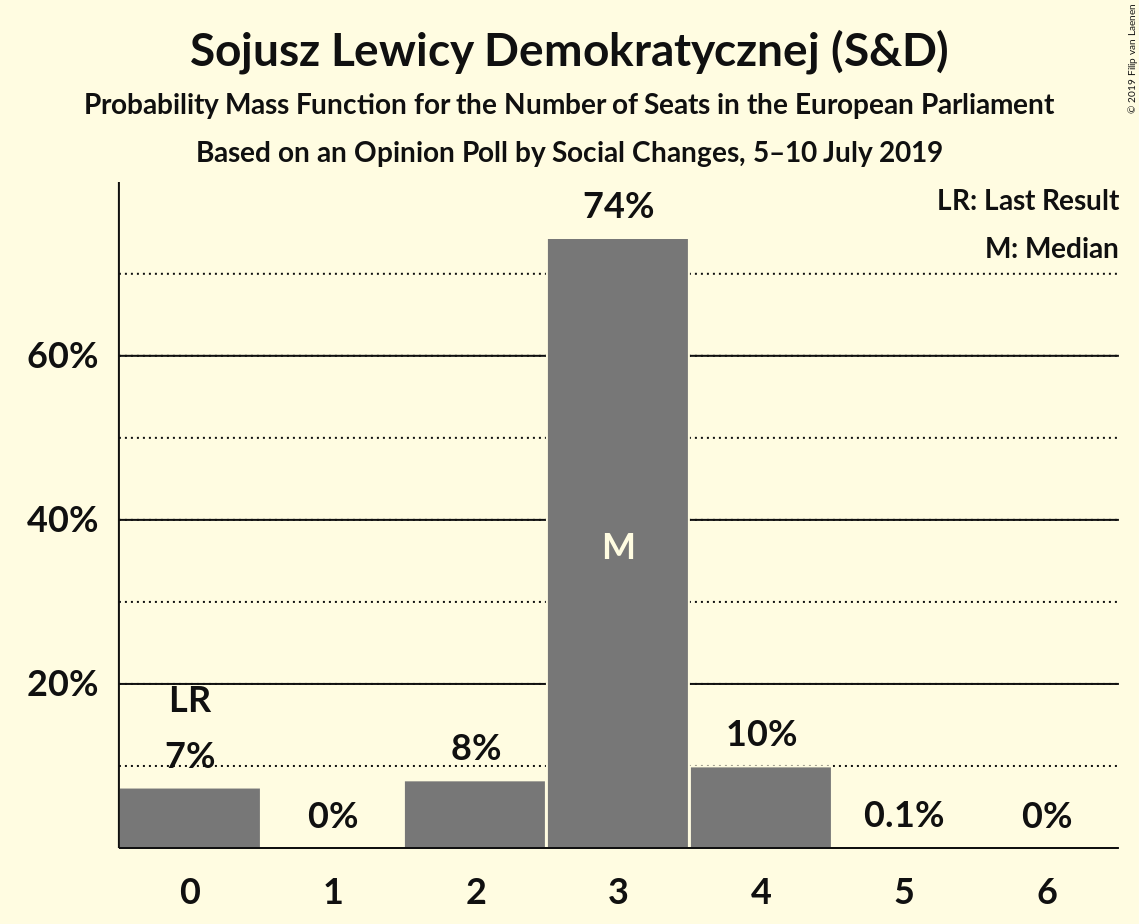 Sojusz Lewicy Demokratycznej (S&D)
Probability Mass Function for the Number of Seats in the European Parliament
Based on an Opinion Poll by Social Changes, 5–10 July 2019
© 2019 Filip van Laenen
LR: Last Result
M: Median
74%
60%
40%
M
20%
LR
7%
0%
8%
10%
0.1%
0%
0 1 2 3 4 5 6